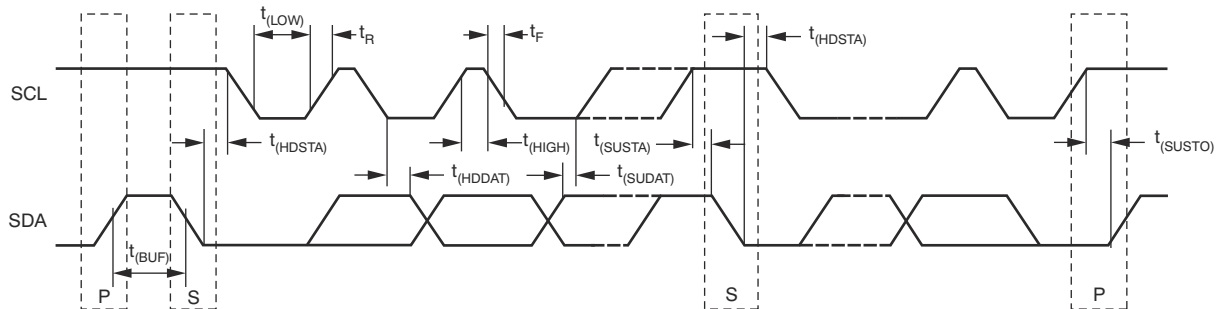 t(LOW)
tR
tF
t(HDSTA)
SCL
t(HDSTA)
t(HIGH)
t(SUSTA)
t(SUSTO)
t(HDDAT)
t(SUDAT)
SDA
t(BUF)
P
S
S
P